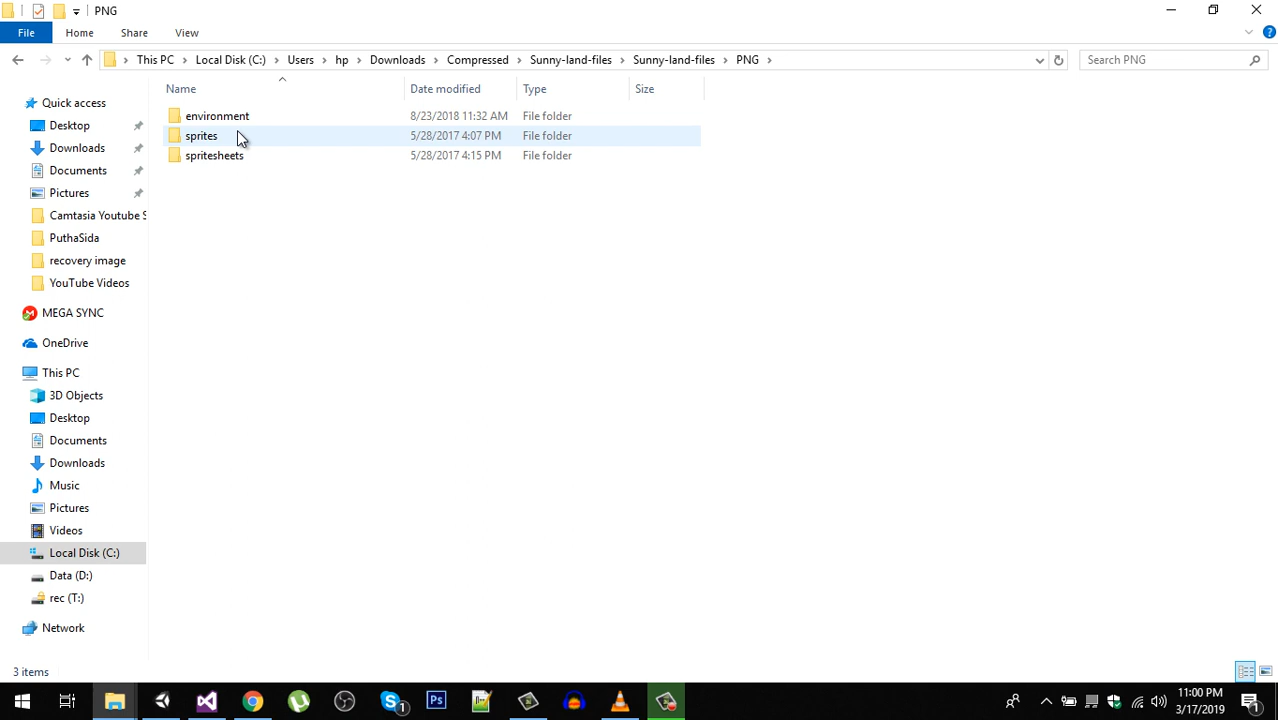 PNG
File
Home
Share
View
This PC
Local Disk (C:)
Users
hp
Downloads
Compressed
Sunny-land-files
Sunny-land-files
PNG
Search PNG
Name
Date modified
Type
Size
environment
8/23/2018 11:32 AM
File folder
sprites
5/28/2017 4:07 PM
File folder
spritesheets
5/28/2017 4:15 PM
File folder
Quick access
Desktop
Downloads
Documents
Pictures
Camtasia Youtube S
PuthaSida
recovery image
YouTube Videos
MEGA SYNC
OneDrive
This PC
3D Objects
Desktop
Documents
Downloads
Music
Pictures
Videos
Local Disk (C:)
Data (D:)
rec (T:)
Network
3 items
Ps
1
11:00 PM
3/17/2019
1